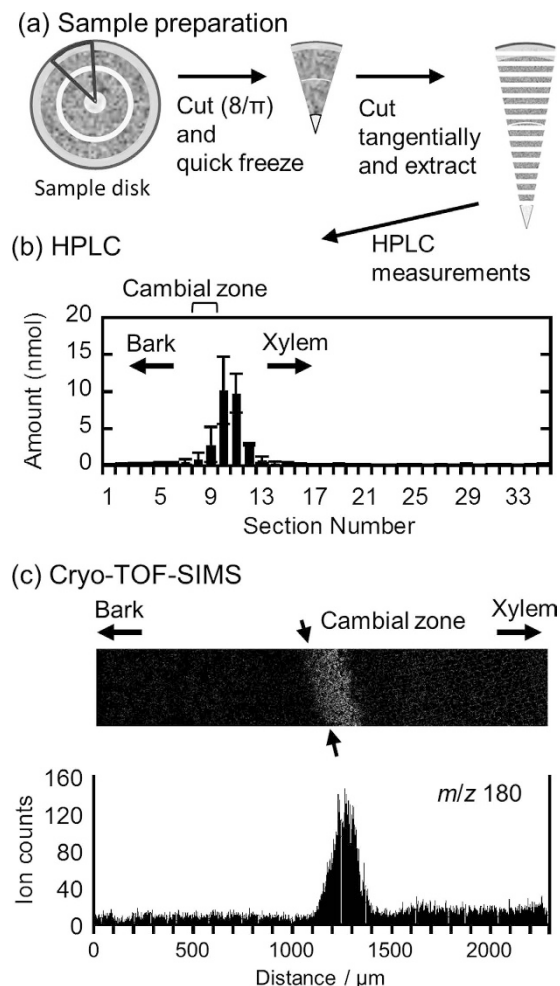 (a) Sample preparation
Sample disk
Cut (8/π)
and
quick freeze
Cut
tangentially
and extract
HPLC
measurements
(b) HPLC
Cambial zone
Bark
Xylem
Amount (nmol)
20
15
10
5
0
1 5 9 13 17 21 25 29 33
Section Number
(c) Cryo-TOF-SIMS
Bark
Cambial zone
Xylem
m/z 180
Ion counts
160
120
80
40
0
0 500 1000 1500 2000
Distance / μm